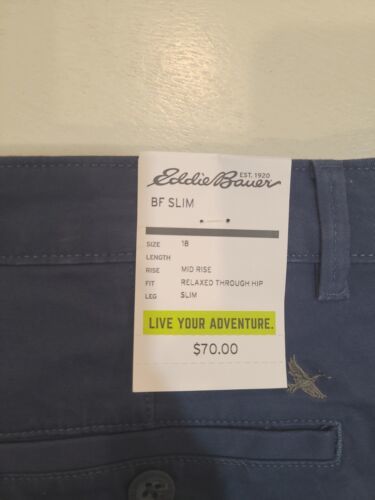 Eddie Bauer EST. 1920
BF SLIM
SIZE 18
LENGTH
RISE MID RISE
FIT RELAXED THROUGH HIP
LEG SLIM
LIVE YOUR ADVENTURE.
$70.00